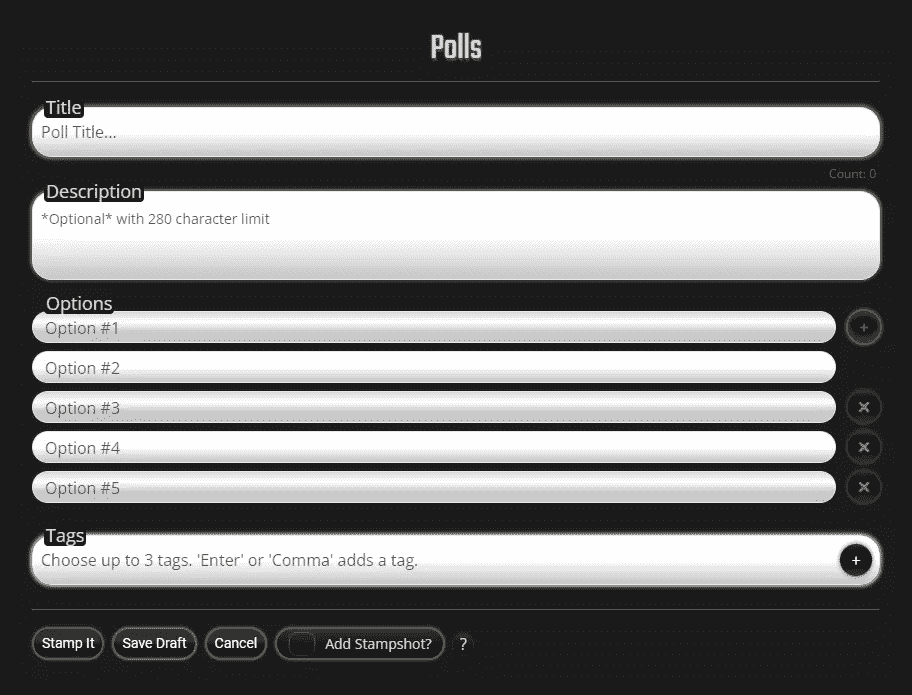 Polls
Title
Poll Title...
Count: 0
Description
*Optional* with 280 character limit
Options
Option #1
+
Option #2
Option #3
×
Option #4
×
Option #5
×
Tags
Choose up to 3 tags. 'Enter' or 'Comma' adds a tag.
+
Stamp It Save Draft Cancel Add Stampshot? ?